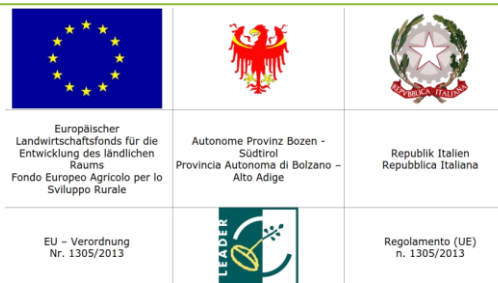 REPVBBLICA ITALIANA
Europäischer
Landwirtschaftsfonds für die
Entwicklung des ländlichen
Raums
Fondo Europeo Agricolo per lo
Sviluppo Rurale
Autonome Provinz Bozen -
Südtirol
Provincia Autonoma di Bolzano –
Alto Adige
Republik Italien
Repubblica Italiana
EU – Verordnung
Nr. 1305/2013
LEADER
Regolamento (UE)
n. 1305/2013